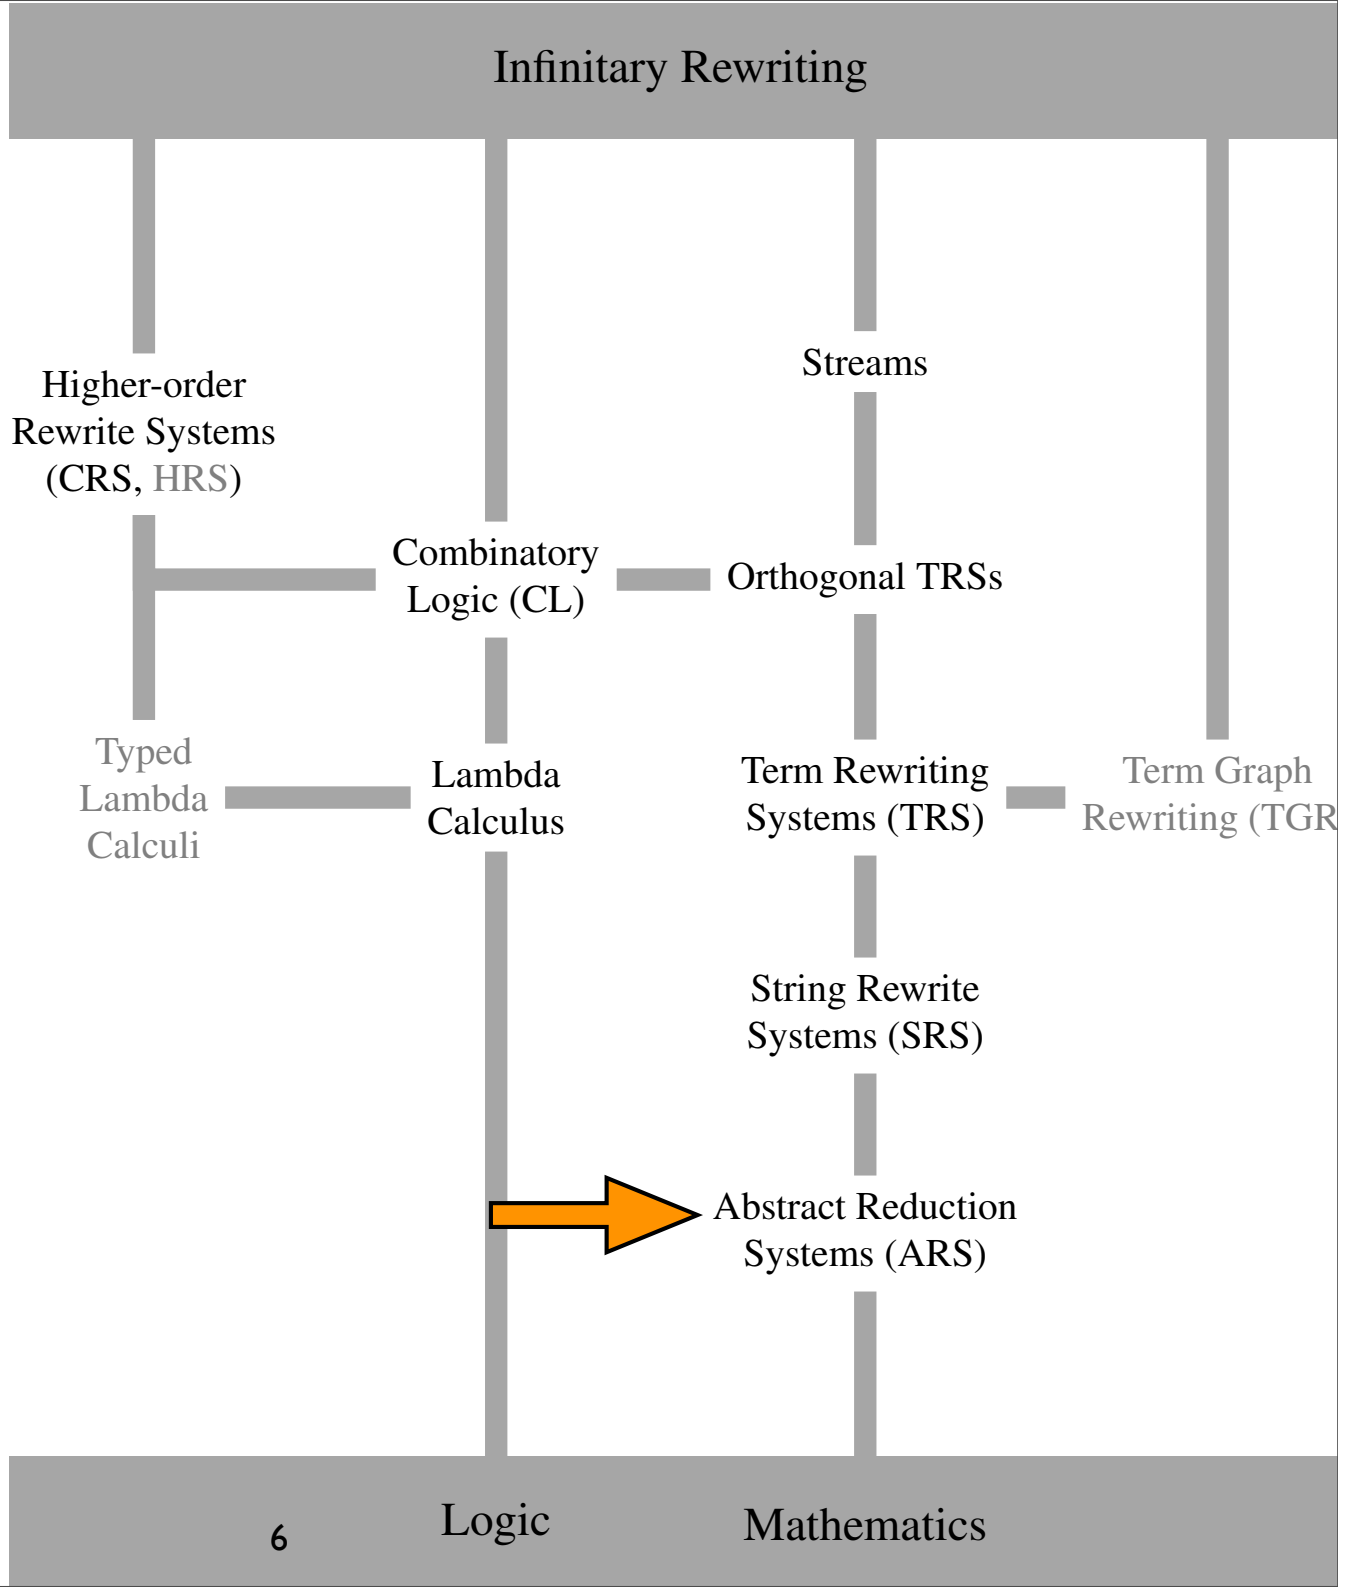 Infinitary Rewriting
Streams
Higher-order
Rewrite Systems
(CRS, HRS)
Combinatory
Logic (CL)
Orthogonal TRSs
Typed
Lambda
Calculi
Lambda
Calculus
Term Rewriting
Systems (TRS)
Term Graph
Rewriting (TGR
String Rewrite
Systems (SRS)
Abstract Reduction
Systems (ARS)
6
Logic
Mathematics